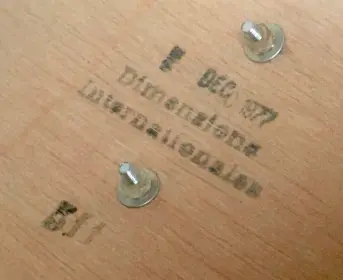 DEC, 1977
Dimensions
Internationales